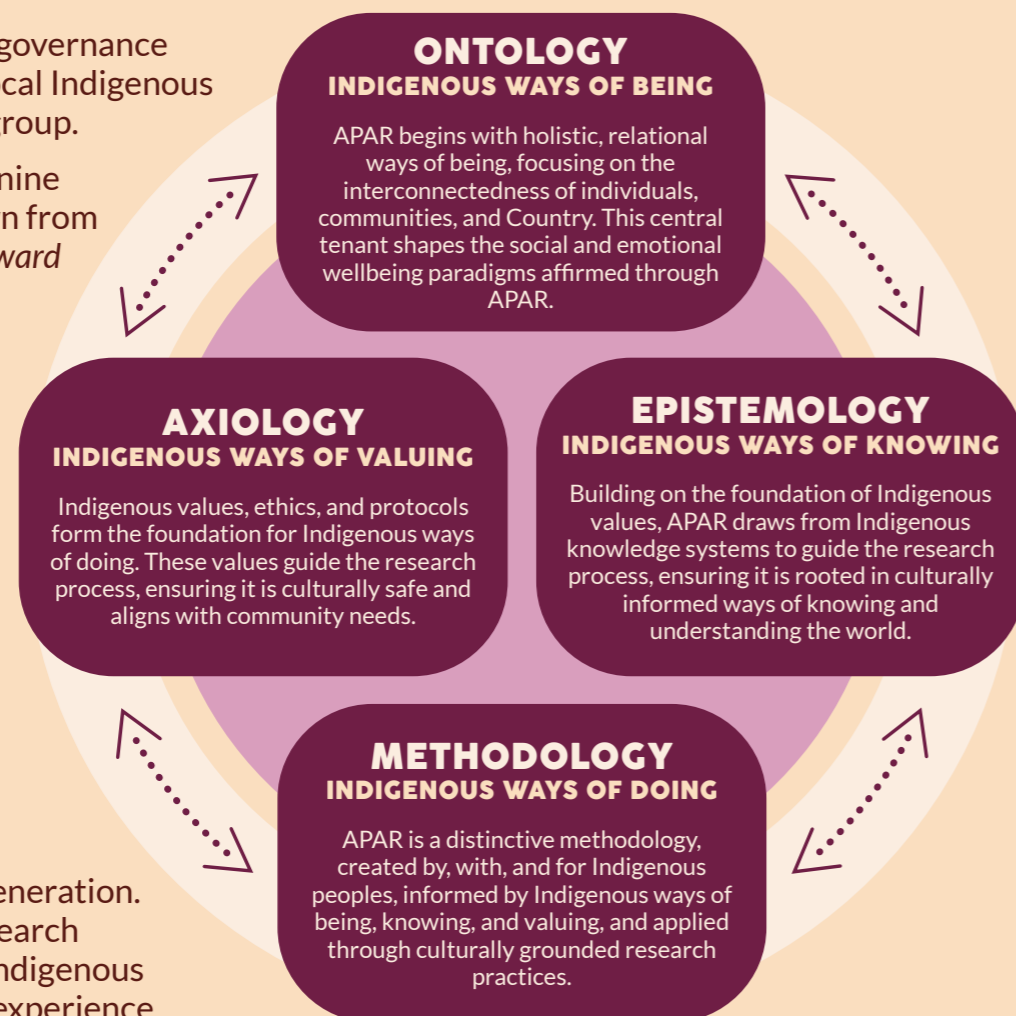 governance
cal Indigenous
group.
nine
n from
ward
ONTOLOGY
INDIGENOUS WAYS OF BEING
APAR begins with holistic, relational
ways of being, focusing on the
interconnectedness of individuals,
communities, and Country. This central
tenant shapes the social and emotional
wellbeing paradigms affirmed through
APAR.
AXIOLOGY
INDIGENOUS WAYS OF VALUING
Indigenous values, ethics, and protocols
form the foundation for Indigenous ways
of doing. These values guide the research
process, ensuring it is culturally safe and
aligns with community needs.
EPISTEMOLOGY
INDIGENOUS WAYS OF KNOWING
Building on the foundation of Indigenous
values, APAR draws from Indigenous
knowledge systems to guide the research
process, ensuring it is rooted in culturally
informed ways of knowing and
understanding the world.
METHODOLOGY
INDIGENOUS WAYS OF DOING
APAR is a distinctive methodology,
created by, with, and for Indigenous
peoples, informed by Indigenous ways of
being, knowing, and valuing, and applied
through culturally grounded research
practices.
eneration.
earch
ndigenous
experience